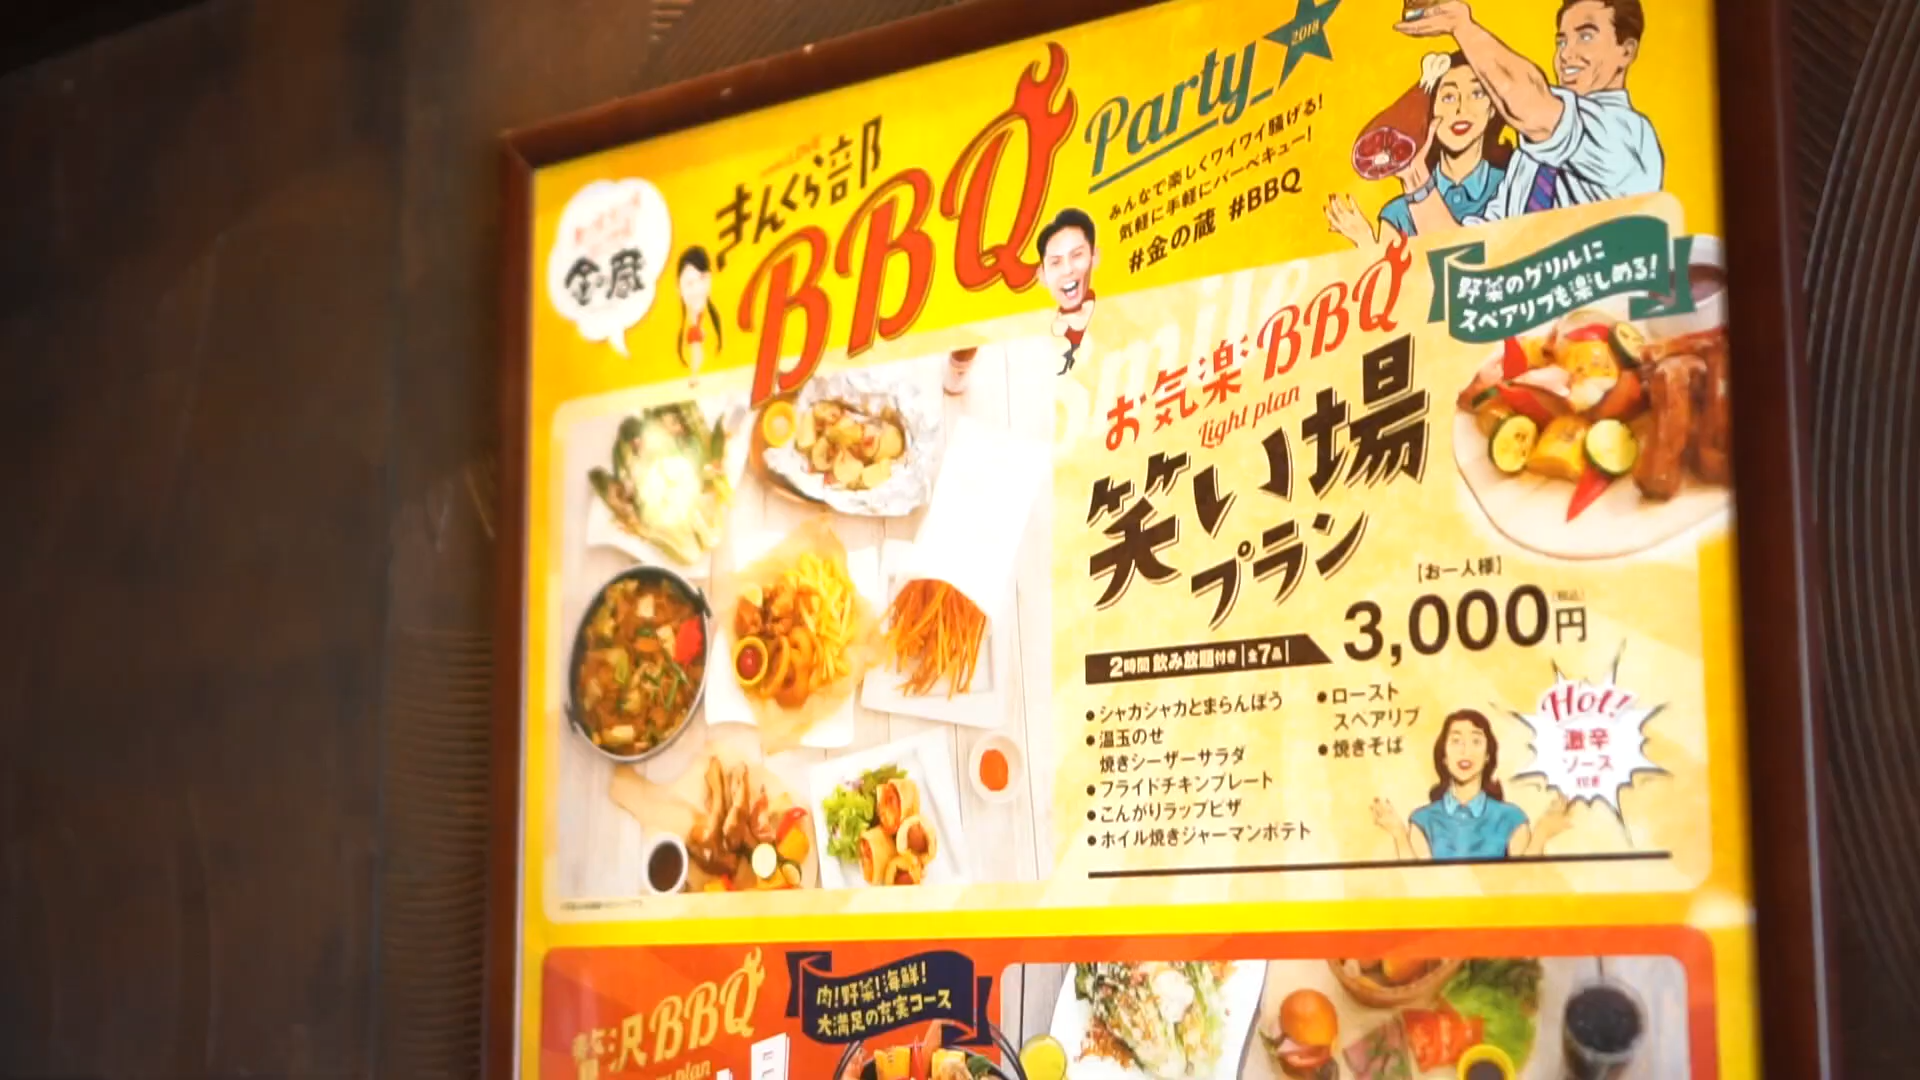 金の蔵
きんくら部
BBQ
Party
2018
みんなで楽しくワイワイ騒げる!
気軽に手軽にバーベキュー!
#金の蔵 #BBQ
野菜のグリルに
スペアリブも楽しめる!
お気楽BBQ
Light plan
笑い場
プラン
[お一人様]
3,000円
2時間 飲み放題付き|全7品|
●シャカシャカとまらんぼう
●温玉のせ
焼きシーザーサラダ
●フライドチキンプレート
●こんがりラップピザ
●ホイル焼きジャーマンポテト
●ロースト
スペアリブ
●焼きそば
Hot!
激辛
ソース
付き
肉!野菜!海鮮!
大満足の充実コース
沢BBQ
plan